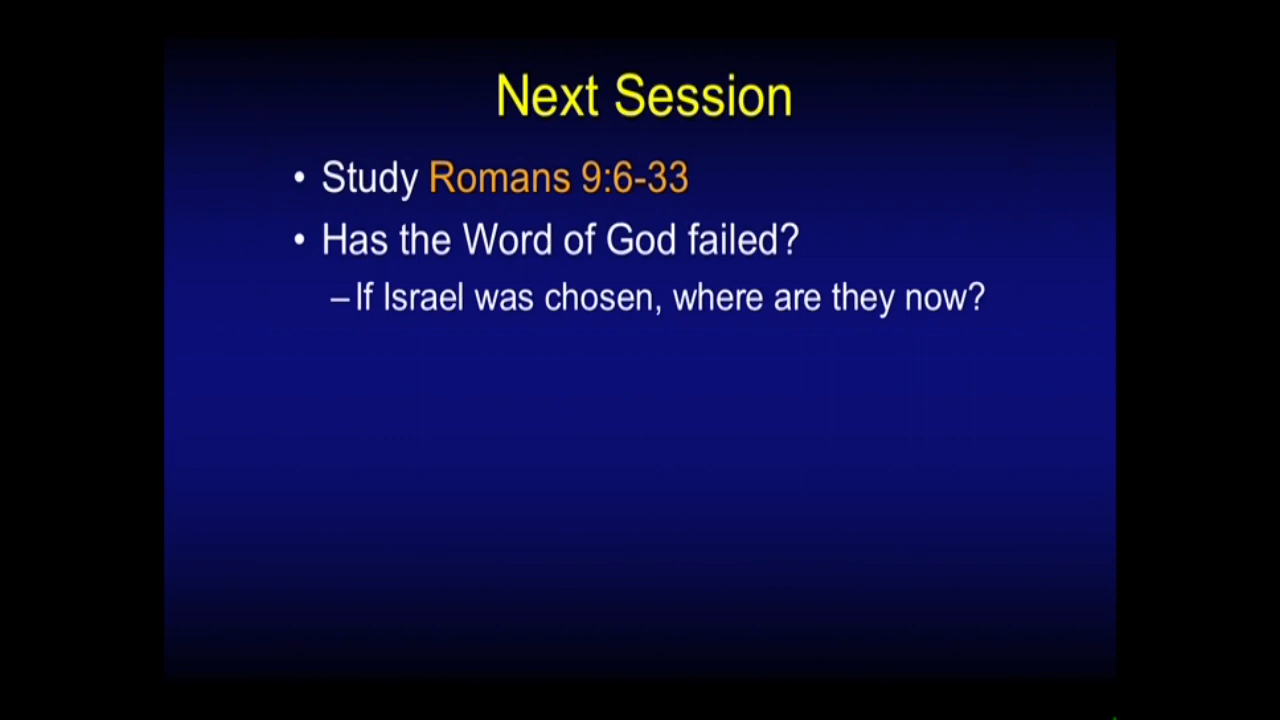 Next Session
• Study Romans 9:6-33
• Has the Word of God failed?
– If Israel was chosen, where are they now?